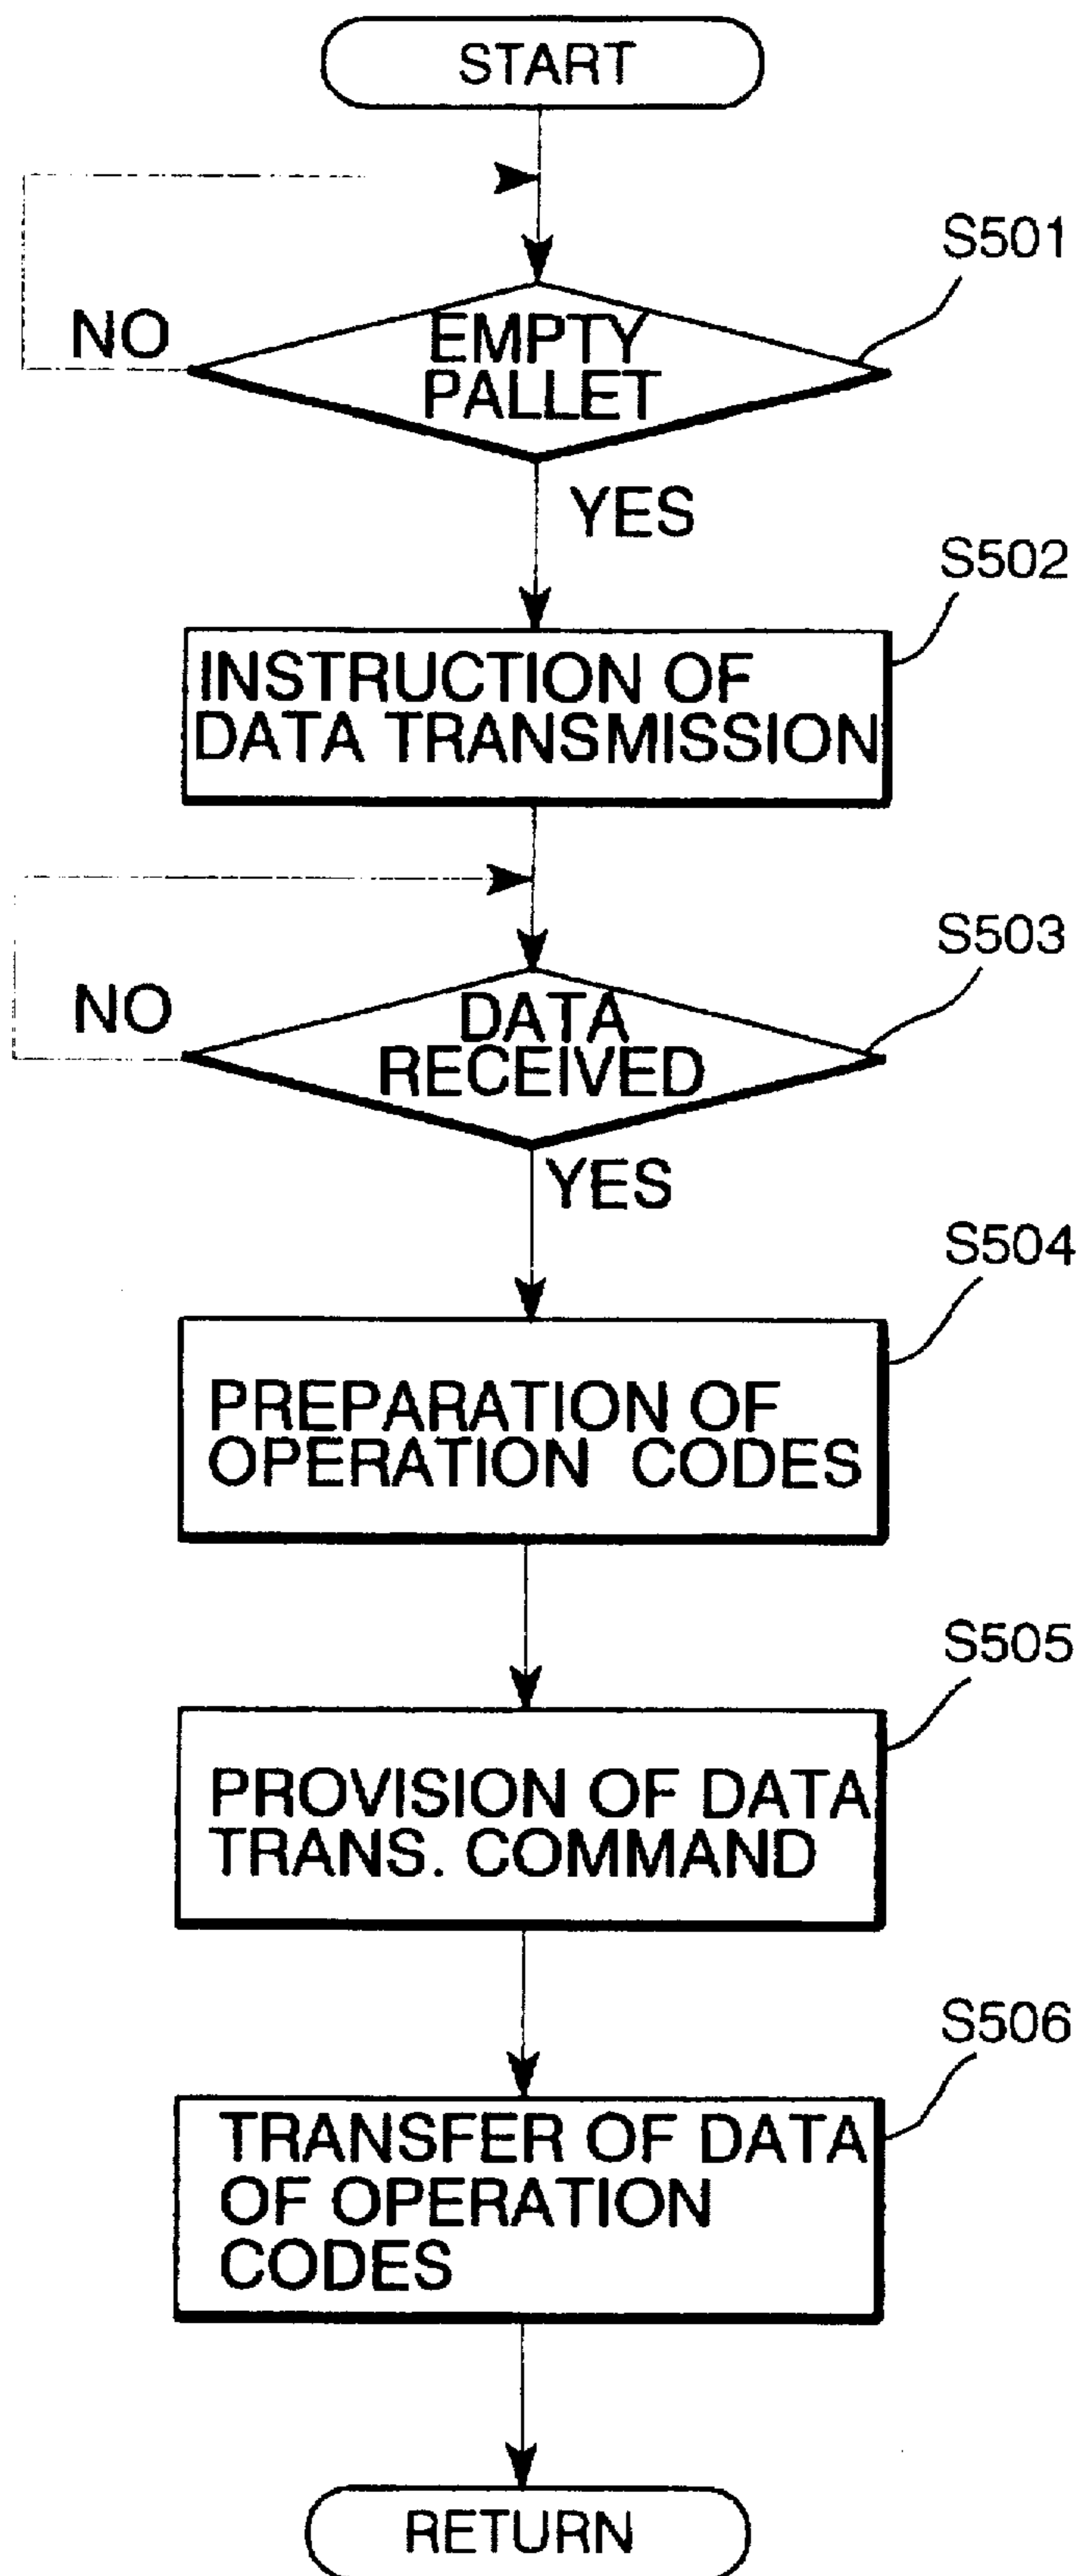 START
S501
EMPTY
PALLET
NO
YES
S502
INSTRUCTION OF
DATA TRANSMISSION
S503
DATA
RECEIVED
NO
YES
S504
PREPARATION OF
OPERATION CODES
S505
PROVISION OF DATA
TRANS. COMMAND
S506
TRANSFER OF DATA
OF OPERATION
CODES
RETURN